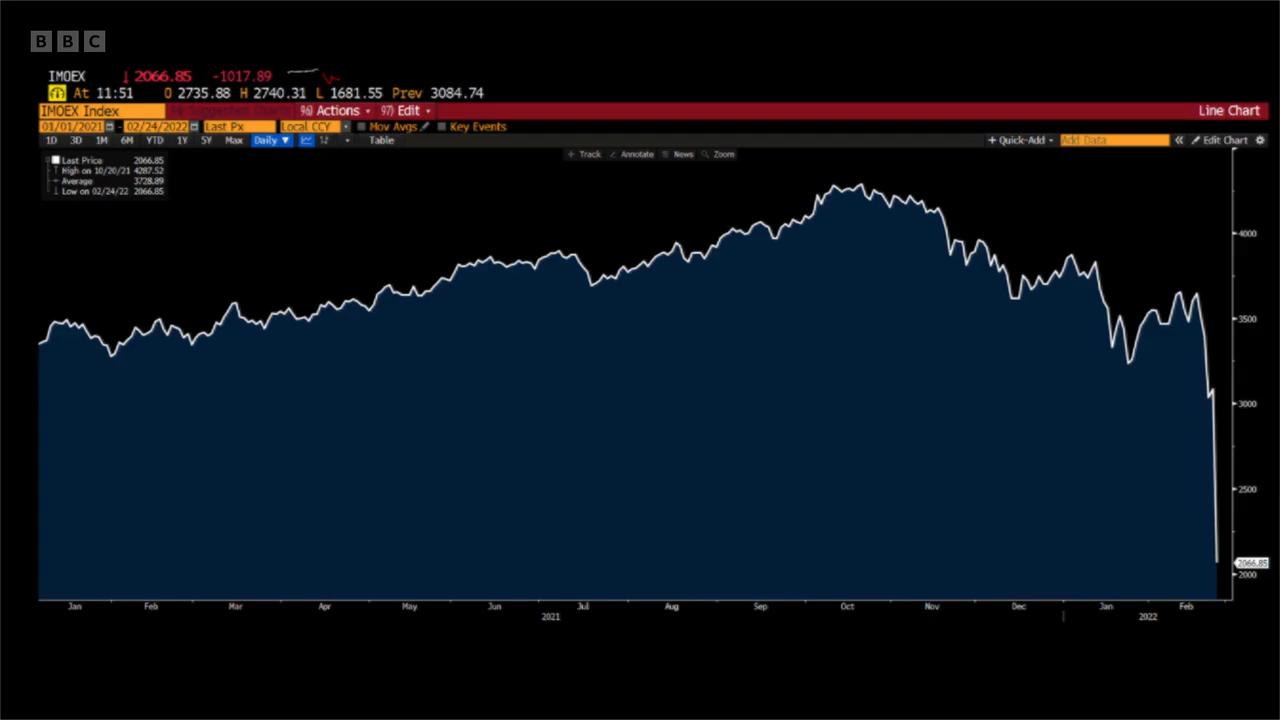 BBC
IMOEX ↓ 2066.85 -1017.89
At 11:51 O 2735.88 H 2740.31 L 1681.55 Prev 3084.74
IMOEX Index 94) Suggested Charts 96) Actions 97) Edit Line Chart
01/01/2021 - 02/24/2022 Last Px Local CCY Mov Avgs Key Events
1D 3D 1M 6M YTD 1Y 5Y Max Daily ▼ Table + Quick-Add Add Data « Edit Chart
Track Annotate News Zoom
Last Price 2066.85
High on 10/20/21 4287.52
Average 3728.89
Low on 02/24/22 2066.85
4000
3500
3000
2500
2066.85
2000
Jan Feb Mar Apr May Jun Jul Aug Sep Oct Nov Dec Jan Feb
2021 2022